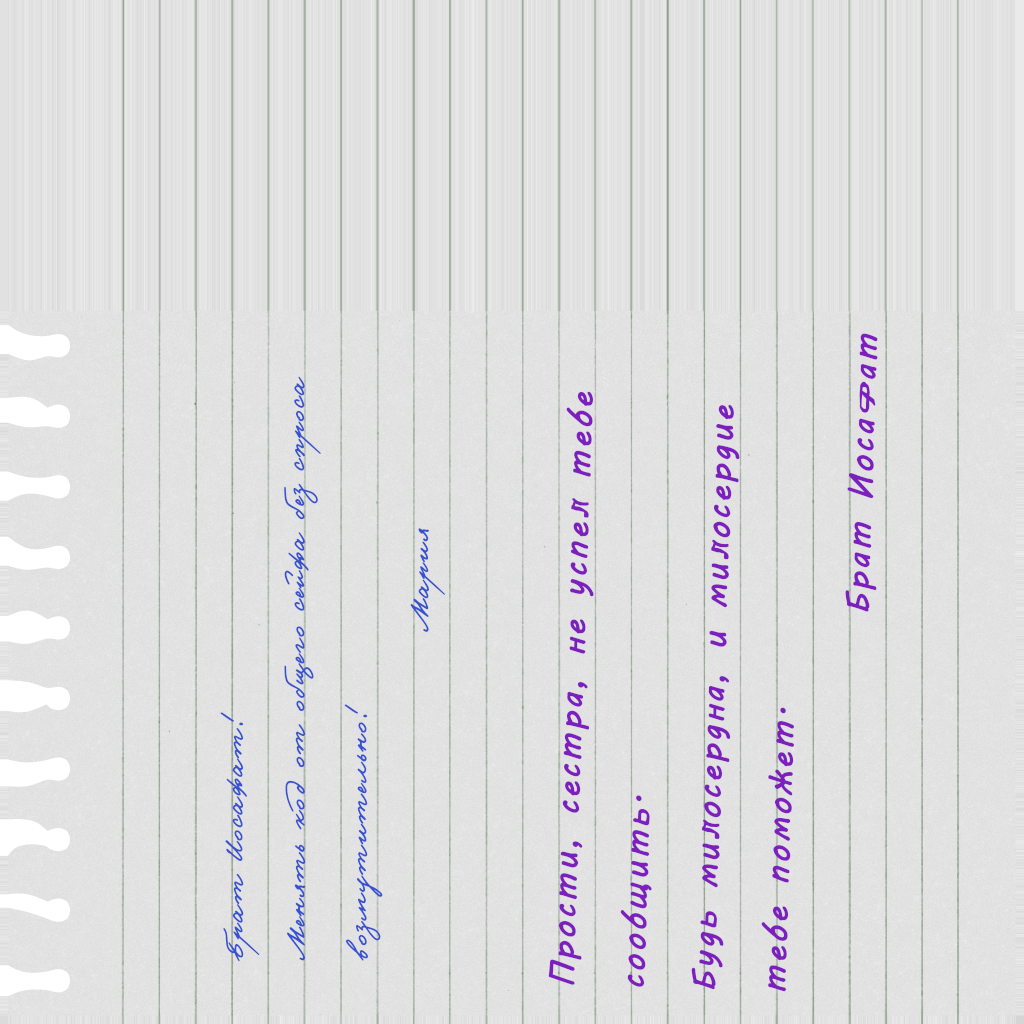 Брат Иосафат!
Менять код от общего сейфа без спроса
возмутительно!
Мария
Прости, сестра, не успел тебе
сообщить.
Будь милосердна, и милосердие
тебе поможет.
Брат Иосафат